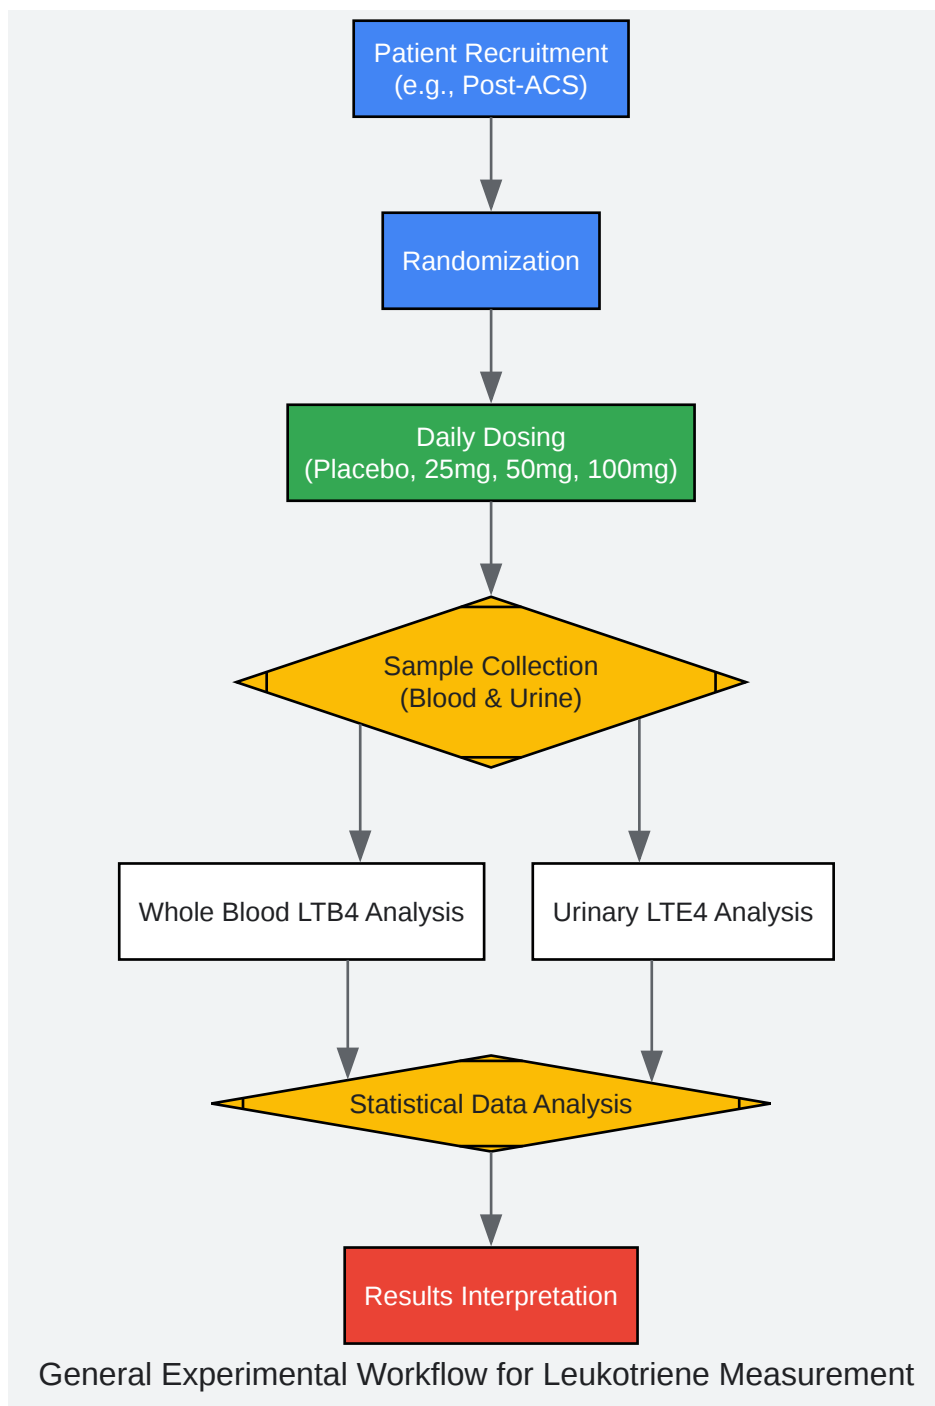 Patient Recruitment
(e.g., Post-ACS)
Randomization
Daily Dosing
(Placebo, 25mg, 50mg, 100mg)
Sample Collection
(Blood & Urine)
Whole Blood LTB4 Analysis
Urinary LTE4 Analysis
Statistical Data Analysis
Results Interpretation
General Experimental Workflow for Leukotriene Measurement